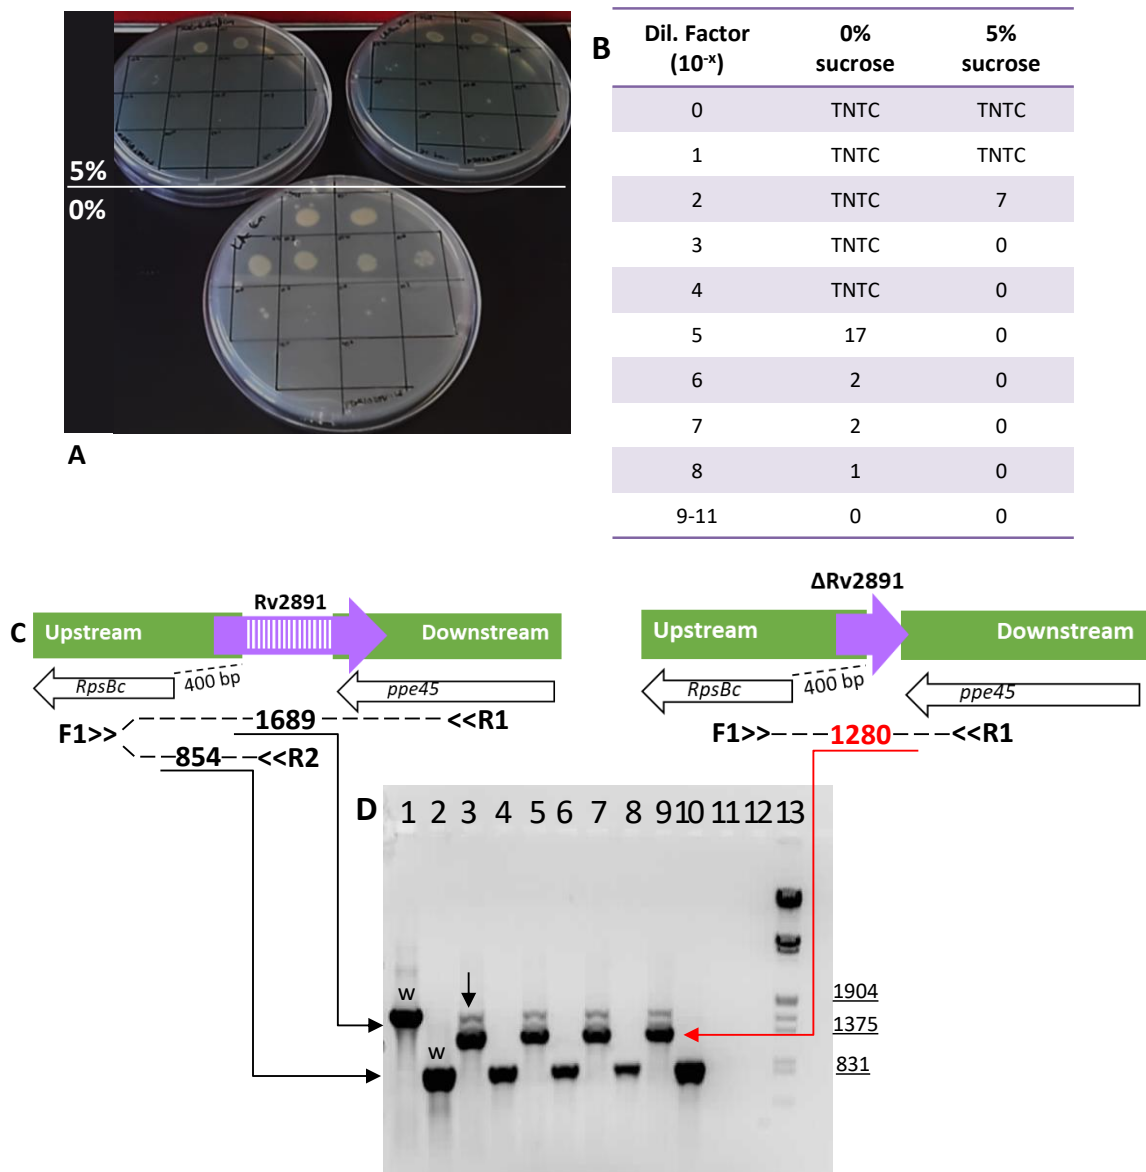 5%
0%
A
B
Dil. Factor (10⁻ˣ) 0% sucrose 5% sucrose
0 TNTC TNTC
1 TNTC TNTC
2 TNTC 7
3 TNTC 0
4 TNTC 0
5 17 0
6 2 0
7 2 0
8 1 0
9-11 0 0
C
Rv2891
Upstream Downstream
RpsBc 400 bp ppe45
F1>> 1689 <<R1
854 <<R2
ΔRv2891
Upstream Downstream
RpsBc 400 bp ppe45
F1>> 1280 <<R1
D 1 2 3 4 5 6 7 8 9 10 11 12 13
w
w
1904
1375
831